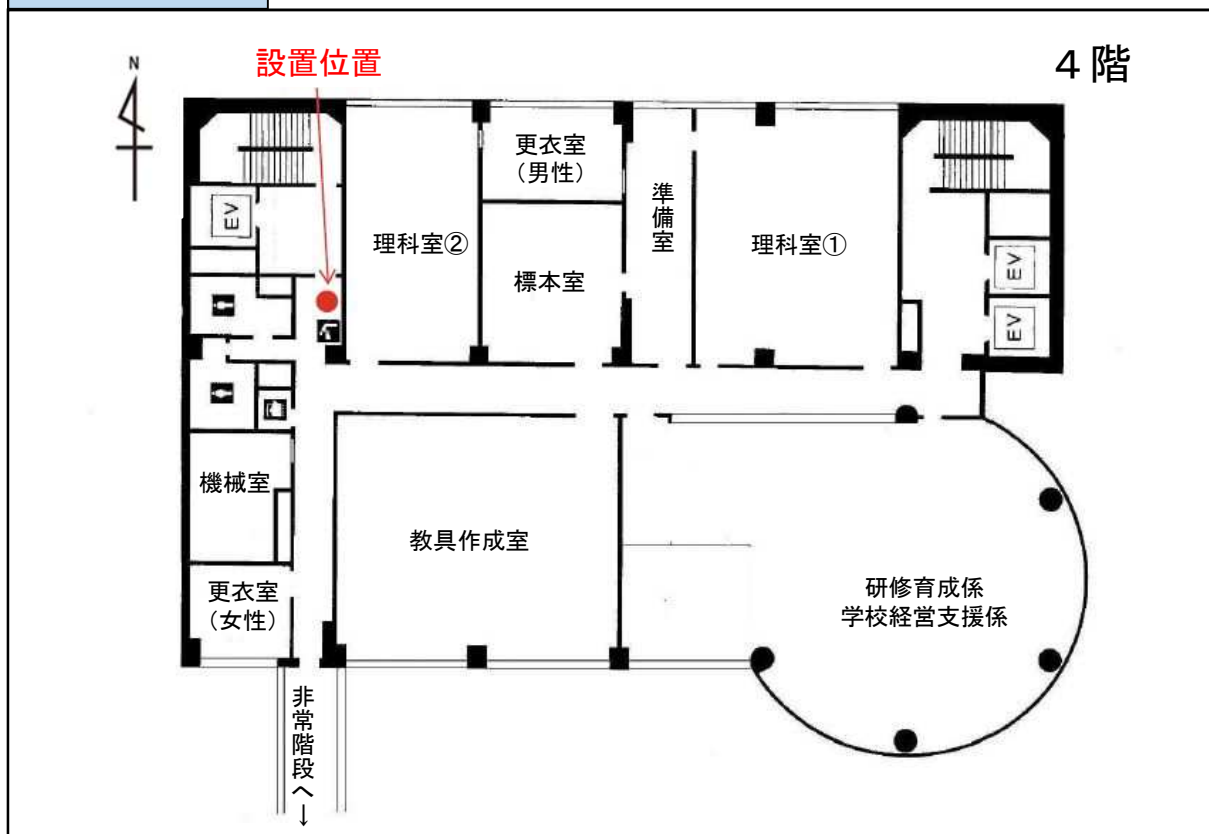 設置位置
4階
N
更衣室
（男性）
準備室
EV
理科室②
理科室①
標本室
EV
EV
機械室
教具作成室
更衣室
（女性）
研修育成係
学校経営支援係
非常階段へ↓